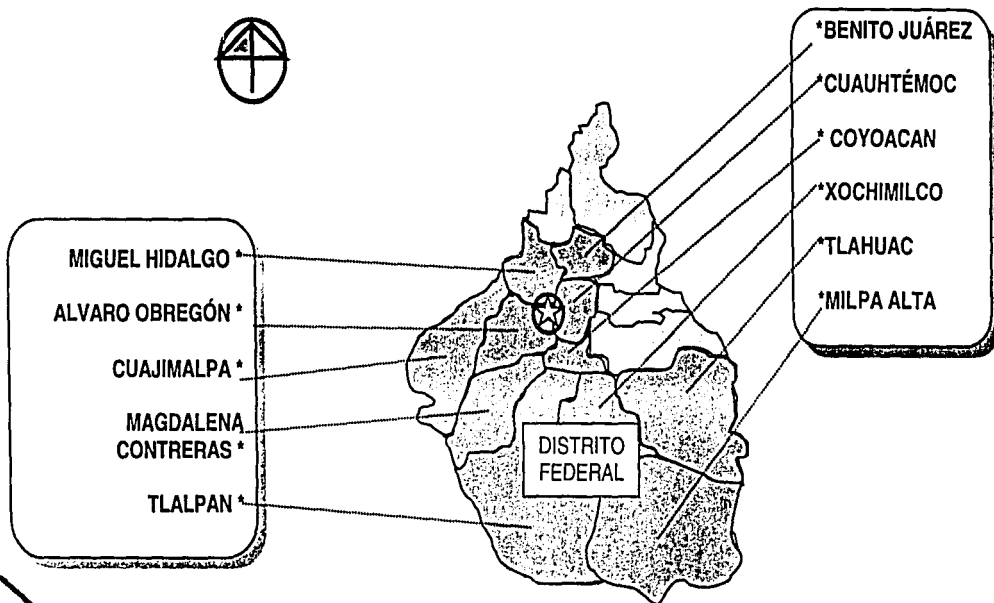 *BENITO JUÁREZ
*CUAUHTÉMOC
* COYOACAN
*XOCHIMILCO
*TLAHUAC
*MILPA ALTA
MIGUEL HIDALGO *
ALVARO OBREGÓN *
CUAJIMALPA *
MAGDALENA
CONTRERAS *
TLALPAN *
DISTRITO
FEDERAL